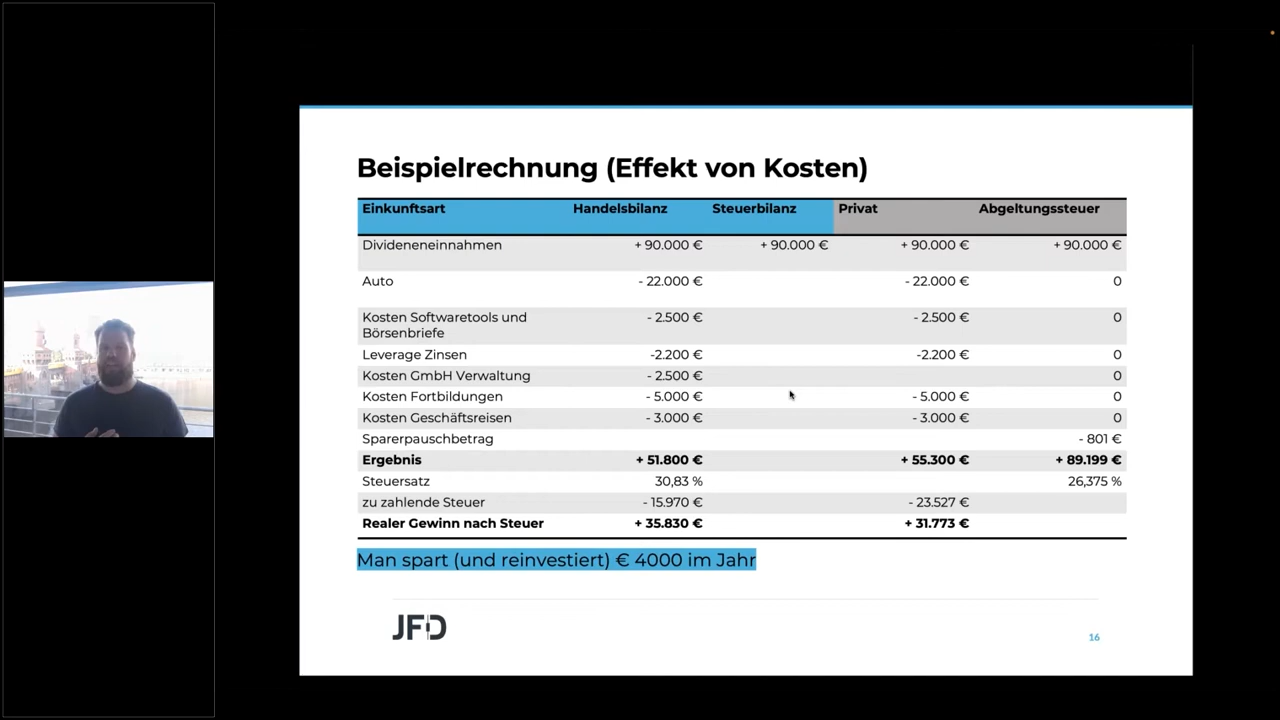 Beispielrechnung (Effekt von Kosten)
Einkunftsart Handelsbilanz Steuerbilanz Privat Abgeltungssteuer
Divideneneinnahmen + 90.000 € + 90.000 € + 90.000 € + 90.000 €
Auto - 22.000 € - 22.000 € 0
Kosten Softwaretools und
Börsenbriefe - 2.500 € - 2.500 € 0
Leverage Zinsen -2.200 € -2.200 € 0
Kosten GmbH Verwaltung - 2.500 € 0
Kosten Fortbildungen - 5.000 € - 5.000 € 0
Kosten Geschäftsreisen - 3.000 € - 3.000 € 0
Sparerpauschbetrag - 801 €
Ergebnis + 51.800 € + 55.300 € + 89.199 €
Steuersatz 30,83 % 26,375 %
zu zahlende Steuer - 15.970 € - 23.527 €
Realer Gewinn nach Steuer + 35.830 € + 31.773 €
Man spart (und reinvestiert) € 4000 im Jahr
JFD
16